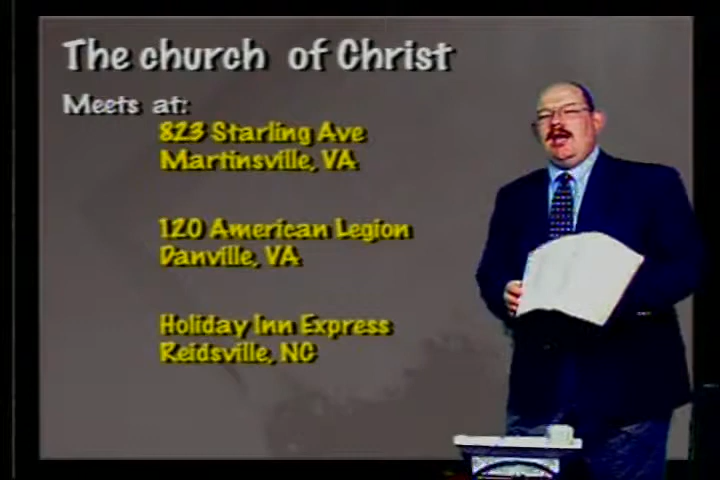 The church of Christ
Meets at:
823 Starling Ave
Martinsville, VA
120 American Legion
Danville, VA
Holiday Inn Express
Reidsville, NC